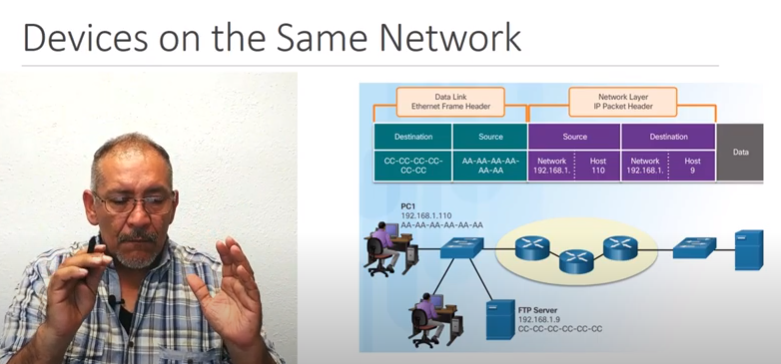 Devices on the Same Network
Data Link
Ethernet Frame Header
Network Layer
IP Packet Header
Destination
Source
Source
Destination
Data
CC-CC-CC-CC-
CC-CC
AA-AA-AA-AA-
AA-AA
Network
192.168.1.
Host
110
Network
192.168.1.
Host
9
PC1
192.168.1.110
AA-AA-AA-AA-AA-AA
FTP Server
192.168.1.9
CC-CC-CC-CC-CC-CC